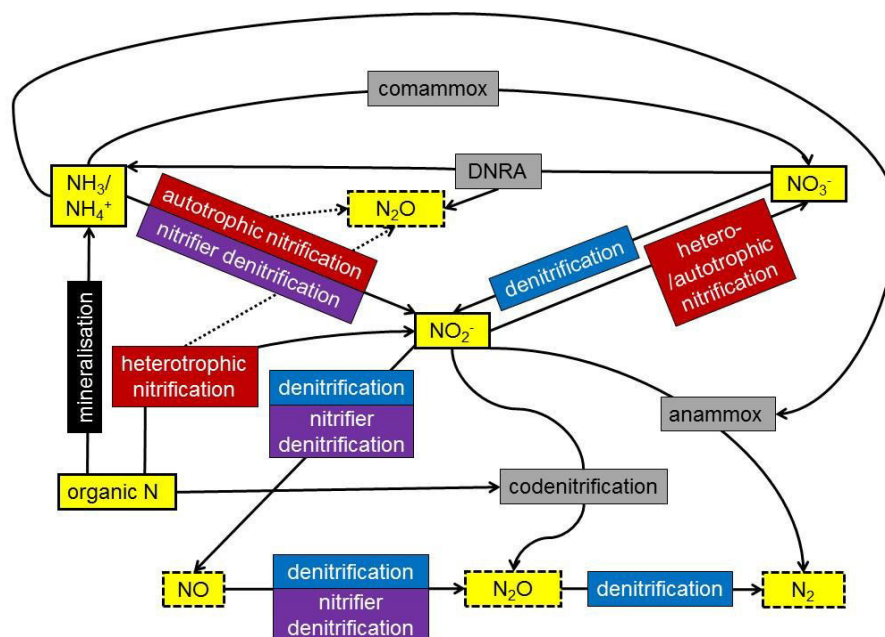 comammox
DNRA
NH₃/
NH₄⁺
N₂O
NO₃⁻
autotrophic nitrification
nitrifier denitrification
denitrification
hetero-
/autotrophic
nitrification
NO₂⁻
mineralisation
heterotrophic
nitrification
denitrification
nitrifier
denitrification
anammox
organic N
codenitrification
NO
denitrification
nitrifier
denitrification
N₂O
denitrification
N₂